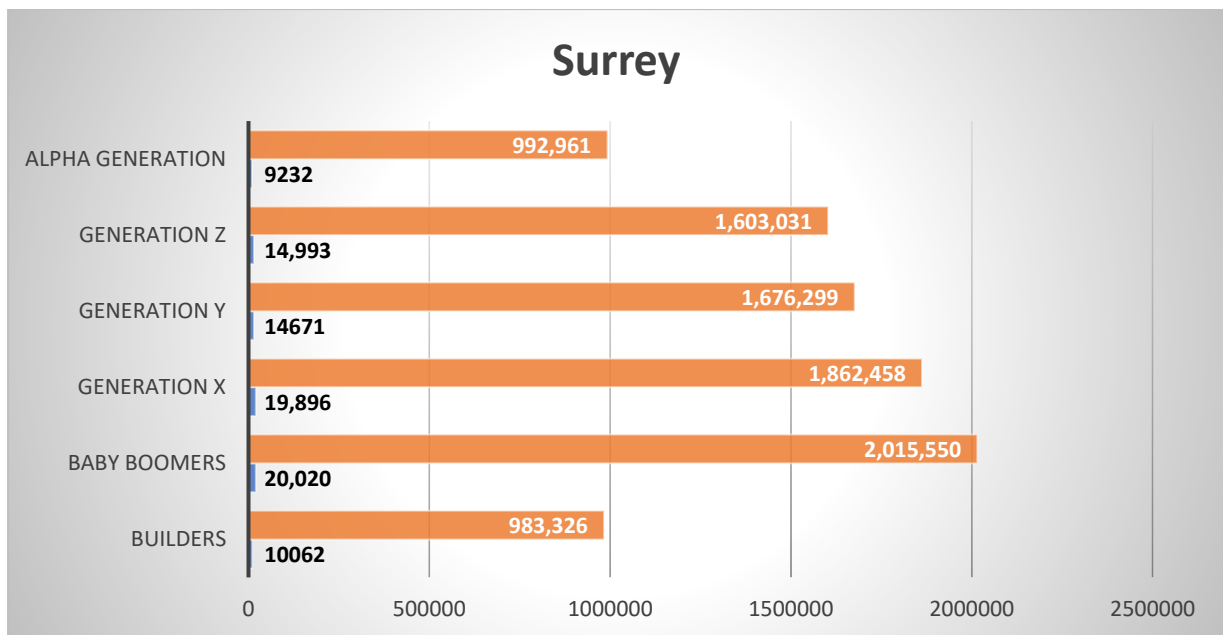 Surrey
ALPHA GENERATION
992,961
9232
GENERATION Z
1,603,031
14,993
GENERATION Y
1,676,299
14671
GENERATION X
1,862,458
19,896
BABY BOOMERS
2,015,550
20,020
BUILDERS
983,326
10062
0 500000 1000000 1500000 2000000 2500000